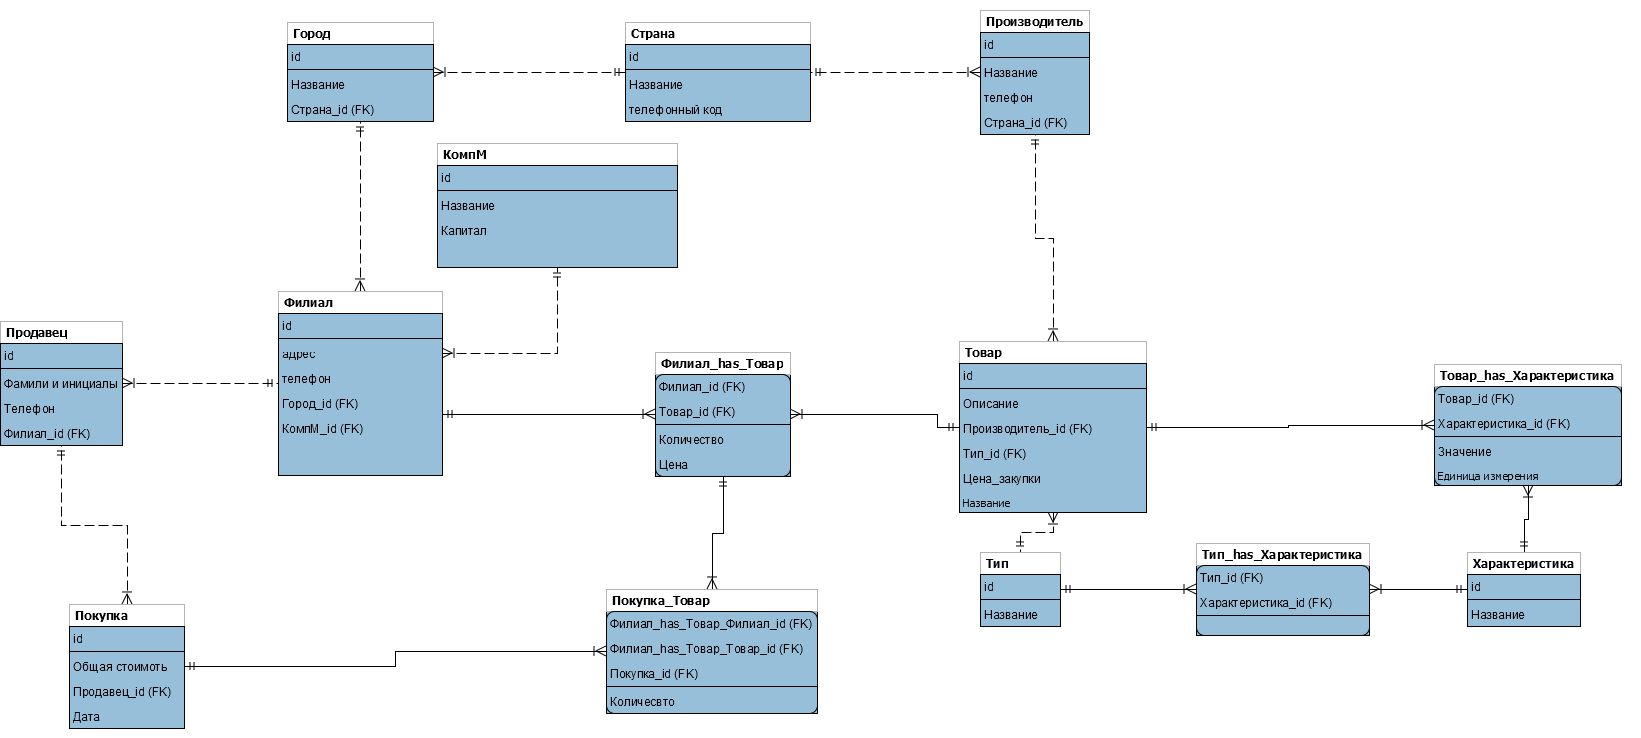 Город
id
Название
Страна_id (FK)
Страна
id
Название
телефонный код
Производитель
id
Название
телефон
Страна_id (FK)
КомпМ
id
Название
Капитал
Филиал
id
адрес
телефон
Город_id (FK)
КомпМ_id (FK)
Продавец
id
Фамили и инициалы
Телефон
Филиал_id (FK)
Филиал_has_Товар
Филиал_id (FK)
Товар_id (FK)
Количество
Цена
Товар
id
Описание
Производитель_id (FK)
Тип_id (FK)
Цена_закупки
Название
Товар_has_Характеристика
Товар_id (FK)
Характеристика_id (FK)
Значение
Единица измерения
Тип
id
Название
Тип_has_Характеристика
Тип_id (FK)
Характеристика_id (FK)
Характеристика
id
Название
Покупка
id
Общая стоимоть
Продавец_id (FK)
Дата
Покупка_Товар
Филиал_has_Товар_Филиал_id (FK)
Филиал_has_Товар_Товар_id (FK)
Покупка_id (FK)
Количесвто